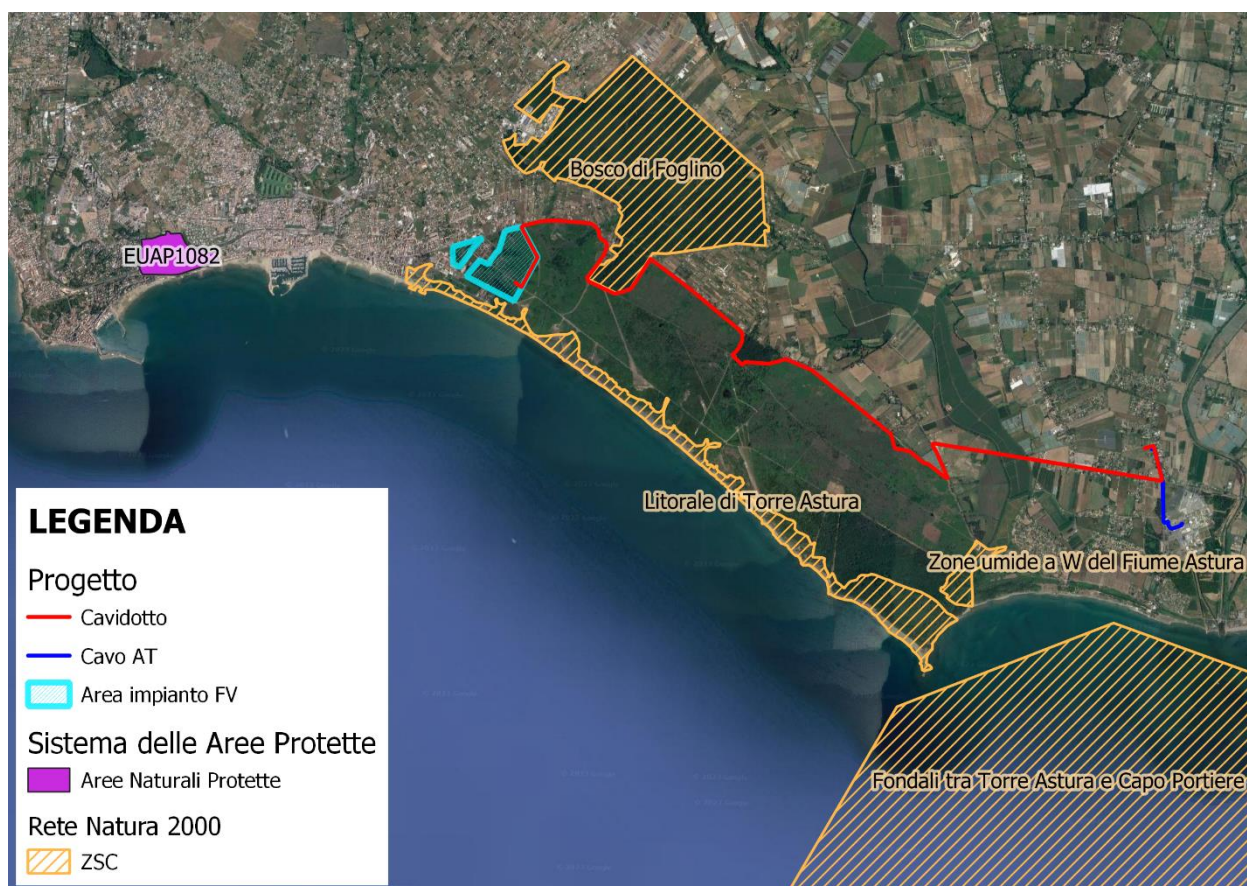 Bosco di Foglino
EUAP1082
Litorale di Torre Astura
Zone umide a W del Fiume Astura
Fondali tra Torre Astura e Capo Portiere
LEGENDA
Progetto
Cavidotto
Cavo AT
Area impianto FV
Sistema delle Aree Protette
Aree Naturali Protette
Rete Natura 2000
ZSC